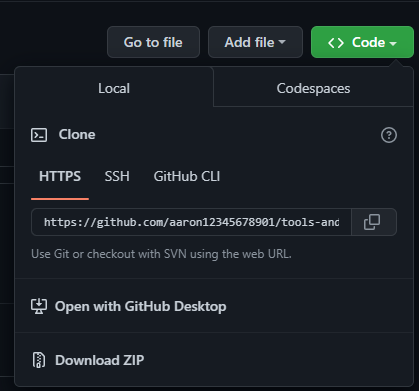 Go to file Add file <> Code
Local Codespaces
Clone
HTTPS SSH GitHub CLI
https://github.com/aaron12345678901/tools-and
Use Git or checkout with SVN using the web URL.
Open with GitHub Desktop
Download ZIP